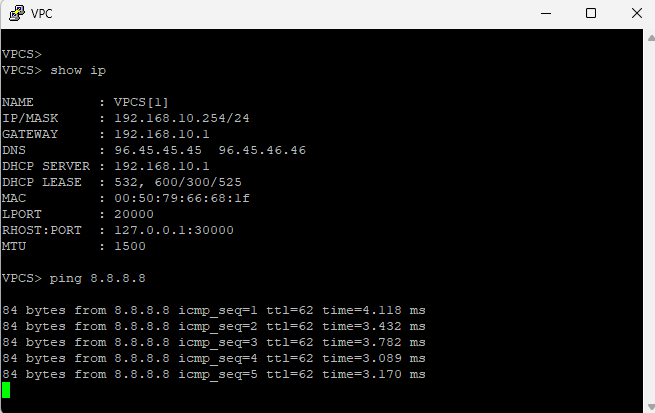 VPC
VPCS>
VPCS> show ip
NAME        : VPCS[1]
IP/MASK     : 192.168.10.254/24
GATEWAY     : 192.168.10.1
DNS         : 96.45.45.45  96.45.46.46
DHCP SERVER : 192.168.10.1
DHCP LEASE  : 532, 600/300/525
MAC         : 00:50:79:66:68:1f
LPORT       : 20000
RHOST:PORT  : 127.0.0.1:30000
MTU         : 1500
VPCS> ping 8.8.8.8
84 bytes from 8.8.8.8 icmp_seq=1 ttl=62 time=4.118 ms
84 bytes from 8.8.8.8 icmp_seq=2 ttl=62 time=3.432 ms
84 bytes from 8.8.8.8 icmp_seq=3 ttl=62 time=3.782 ms
84 bytes from 8.8.8.8 icmp_seq=4 ttl=62 time=3.089 ms
84 bytes from 8.8.8.8 icmp_seq=5 ttl=62 time=3.170 ms